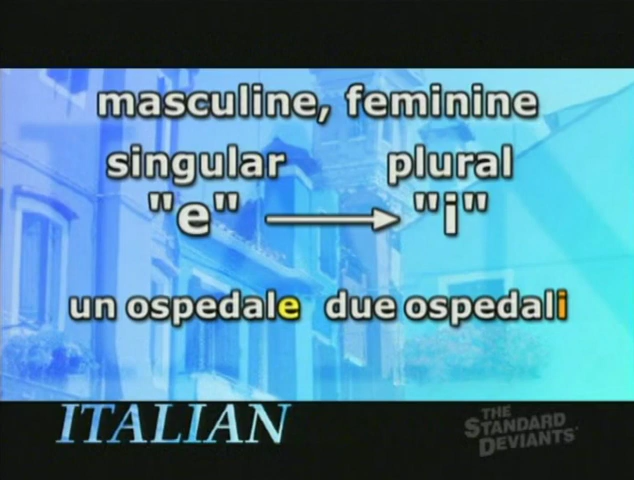 masculine, feminine
singular plural
"e" "i"
un ospedale due ospedali
ITALIAN
THE
STANDARD
DEVIANTS